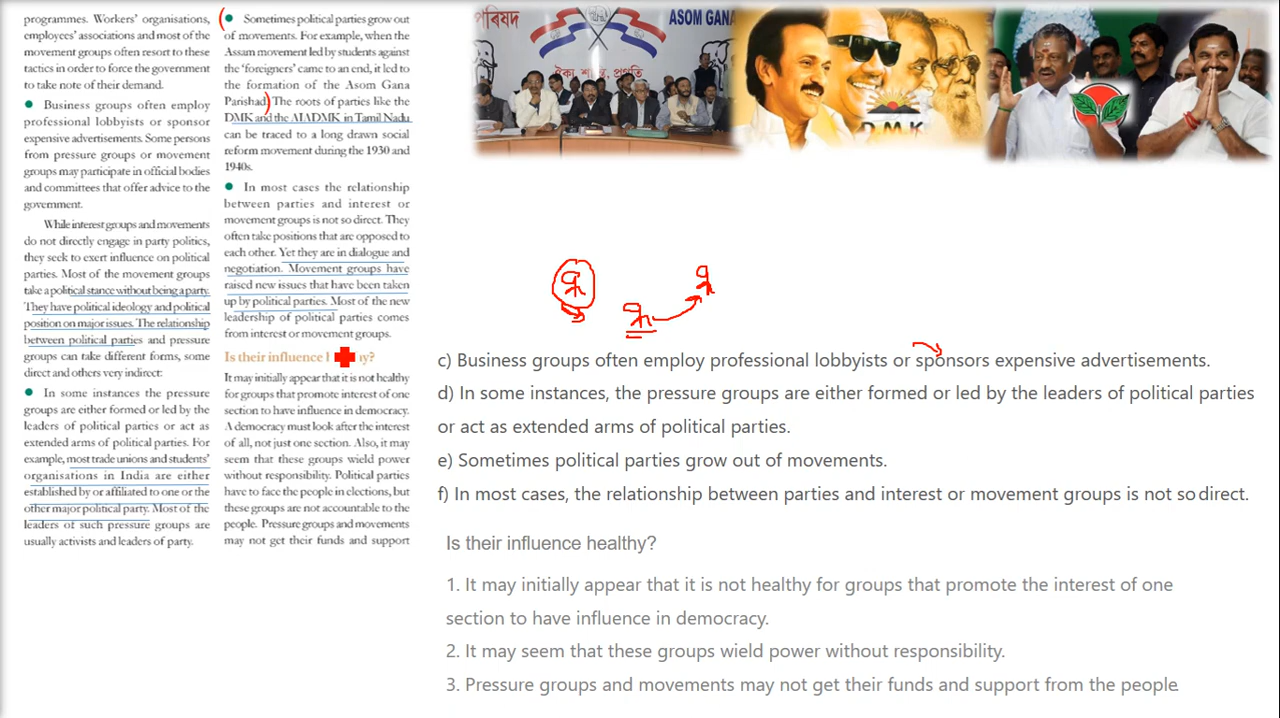 programmes. Workers' organisations,
employees' associations and most of the
movement groups often resort to these
tactics in order to force the government
to take note of their demand.
● Business groups often employ
professional lobbyists or sponsor
expensive advertisements. Some persons
from pressure groups or movement
groups may participate in official bodies
and committees that offer advice to the
government.
While interest groups and movements
do not directly engage in party politics,
they seek to exert influence on political
parties. Most of the movement groups
take a political stance without being a party.
They have political ideology and political
position on major issues. The relationship
between political parties and pressure
groups can take different forms, some
direct and others very indirect:
● In some instances the pressure
groups are either formed or led by the
leaders of political parties or act as
extended arms of political parties. For
example, most trade unions and students'
organisations in India are either
established by or affiliated to one or the
other major political party. Most of the
leaders of such pressure groups are
usually activists and leaders of party.
● Sometimes political parties grow out
of movements. For example, when the
Assam movement led by students against
the 'foreigners' came to an end, it led to
the formation of the Asom Gana
Parishad. The roots of parties like the
DMK and the AIADMK in Tamil Nadu
can be traced to a long drawn social
reform movement during the 1930 and
1940s.
● In most cases the relationship
between parties and interest or
movement groups is not so direct. They
often take positions that are opposed to
each other. Yet they are in dialogue and
negotiation. Movement groups have
raised new issues that have been taken
up by political parties. Most of the new
leadership of political parties comes
from interest or movement groups.
Is their influence h y?
It may initially appear that it is not healthy
for groups that promote interest of one
section to have influence in democracy.
A democracy must look after the interest
of all, not just one section. Also, it may
seem that these groups wield power
without responsibility. Political parties
have to face the people in elections, but
these groups are not accountable to the
people. Pressure groups and movements
may not get their funds and support
পৰিষদ
ASOM GANA
ঐক্য শান্তি প্ৰগতি
DMK
c) Business groups often employ professional lobbyists or sponsors expensive advertisements.
d) In some instances, the pressure groups are either formed or led by the leaders of political parties
or act as extended arms of political parties.
e) Sometimes political parties grow out of movements.
f) In most cases, the relationship between parties and interest or movement groups is not so direct.
Is their influence healthy?
1. It may initially appear that it is not healthy for groups that promote the interest of one
section to have influence in democracy.
2. It may seem that these groups wield power without responsibility.
3. Pressure groups and movements may not get their funds and support from the people